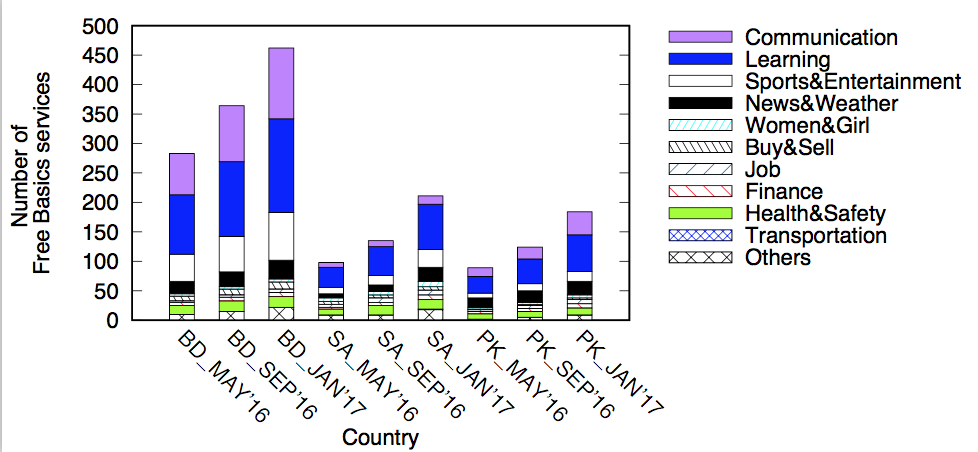 Number of
Free Basics services
500
450
400
350
300
250
200
150
100
50
0
BD_MAY'16
BD_SEP'16
BD_JAN'17
SA_MAY'16
SA_SEP'16
SA_JAN'17
PK_MAY'16
PK_SEP'16
PK_JAN'17
Country
Communication
Learning
Sports&Entertainment
News&Weather
Women&Girl
Buy&Sell
Job
Finance
Health&Safety
Transportation
Others